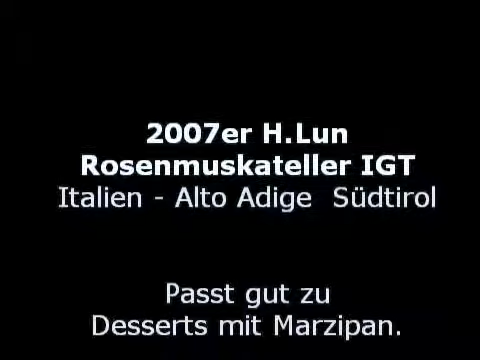 2007er H.Lun
Rosenmuskateller IGT
Italien - Alto Adige  Südtirol
Passt gut zu
Desserts mit Marzipan.